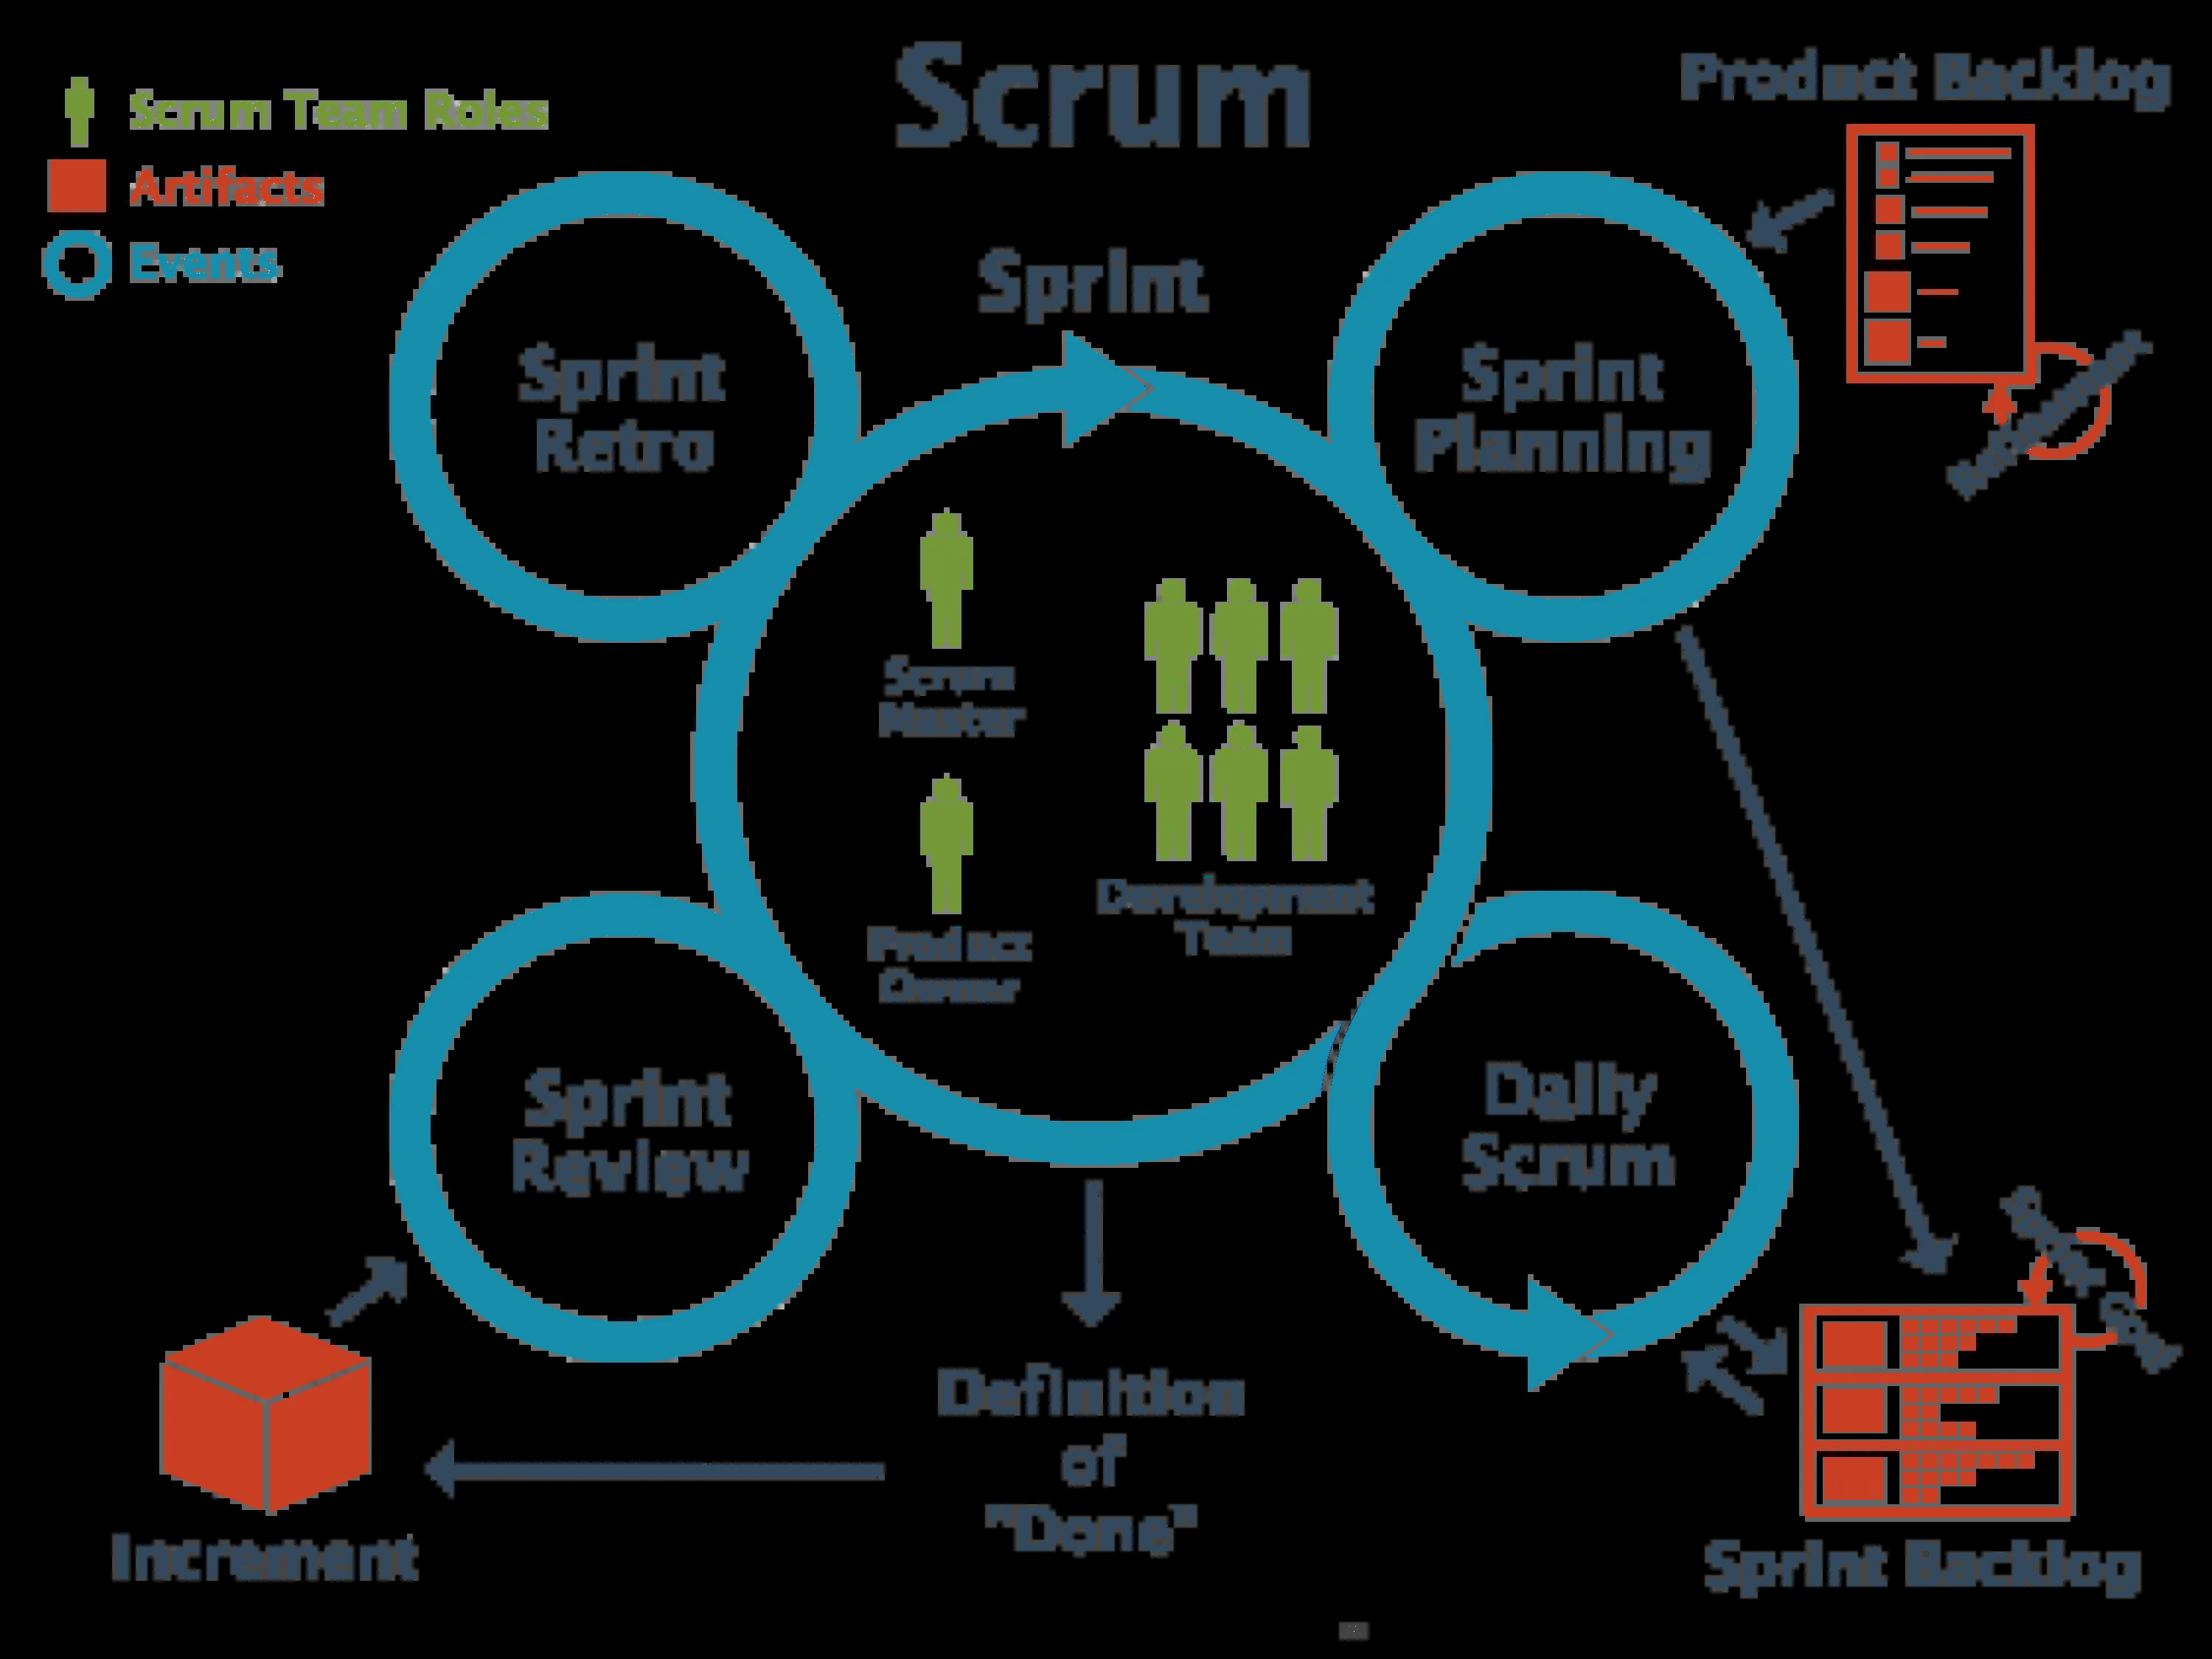 Scrum
Scrum Team Roles
Artifacts
Events
Product Backlog
Sprint
Sprint
Retro
Sprint
Planning
Scrum
Master
Product
Owner
Development
Team
Sprint
Review
Daily
Scrum
Definition
of
"Done"
Increment
Sprint Goal
Sprint Backlog